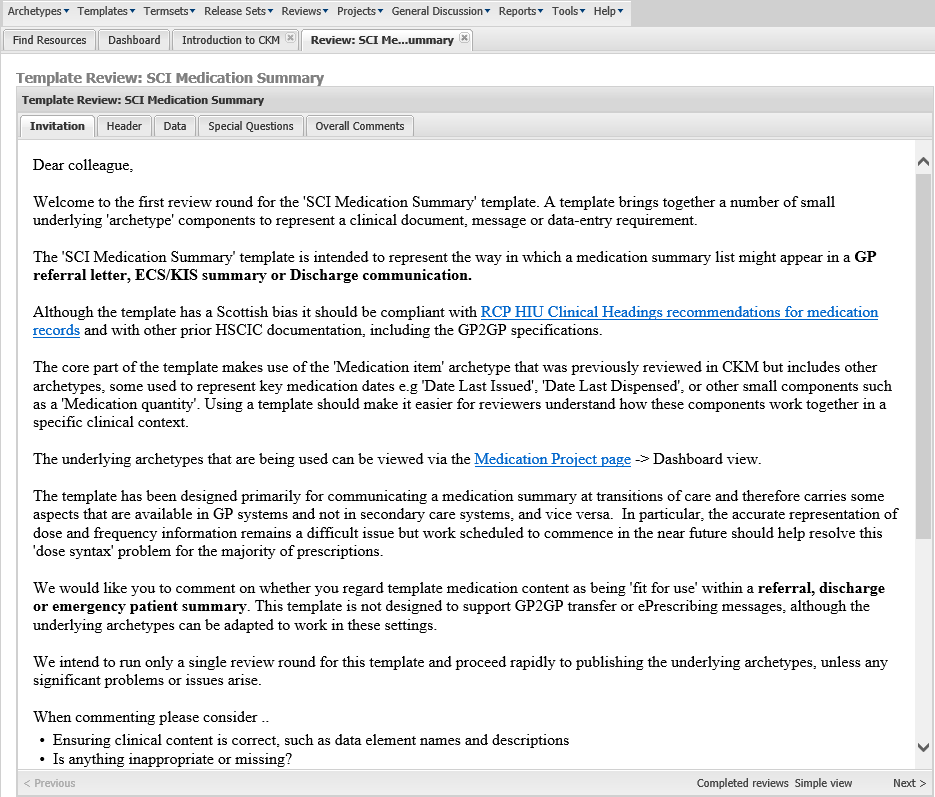 Archetypes Templates Termsets Release Sets Reviews Projects General Discussion Reports Tools Help
Find Resources Dashboard Introduction to CKM Review: SCI Me...ummary
Template Review: SCI Medication Summary
Template Review: SCI Medication Summary
Invitation Header Data Special Questions Overall Comments
Dear colleague,
Welcome to the first review round for the 'SCI Medication Summary' template. A template brings together a number of small
underlying 'archetype' components to represent a clinical document, message or data-entry requirement.
The 'SCI Medication Summary' template is intended to represent the way in which a medication summary list might appear in a GP
referral letter, ECS/KIS summary or Discharge communication.
Although the template has a Scottish bias it should be compliant with RCP HIU Clinical Headings recommendations for medication
records and with other prior HSCIC documentation, including the GP2GP specifications.
The core part of the template makes use of the 'Medication item' archetype that was previously reviewed in CKM but includes other
archetypes, some used to represent key medication dates e.g 'Date Last Issued', 'Date Last Dispensed', or other small components such
as a 'Medication quantity'. Using a template should make it easier for reviewers understand how these components work together in a
specific clinical context.
The underlying archetypes that are being used can be viewed via the Medication Project page -> Dashboard view.
The template has been designed primarily for communicating a medication summary at transitions of care and therefore carries some
aspects that are available in GP systems and not in secondary care systems, and vice versa. In particular, the accurate representation of
dose and frequency information remains a difficult issue but work scheduled to commence in the near future should help resolve this
'dose syntax' problem for the majority of prescriptions.
We would like you to comment on whether you regard template medication content as being 'fit for use' within a referral, discharge
or emergency patient summary. This template is not designed to support GP2GP transfer or ePrescribing messages, although the
underlying archetypes can be adapted to work in these settings.
We intend to run only a single review round for this template and proceed rapidly to publishing the underlying archetypes, unless any
significant problems or issues arise.
When commenting please consider ..
• Ensuring clinical content is correct, such as data element names and descriptions
• Is anything inappropriate or missing?
< Previous Completed reviews Simple view Next >